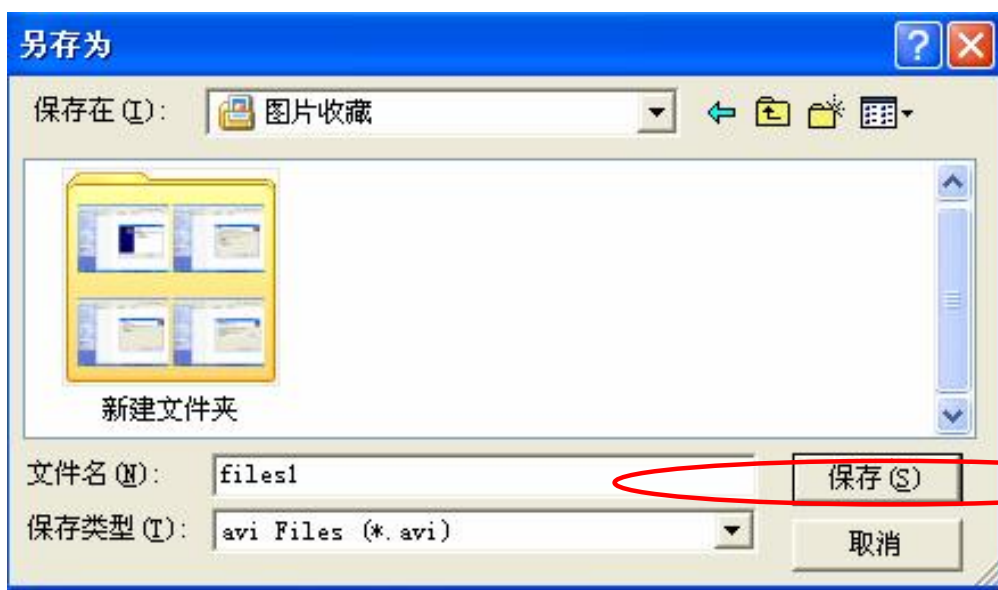 另存为
保存在(I):
图片收藏
新建文件夹
文件名(N):
files1
保存(S)
保存类型(T):
avi Files (*.avi)
取消